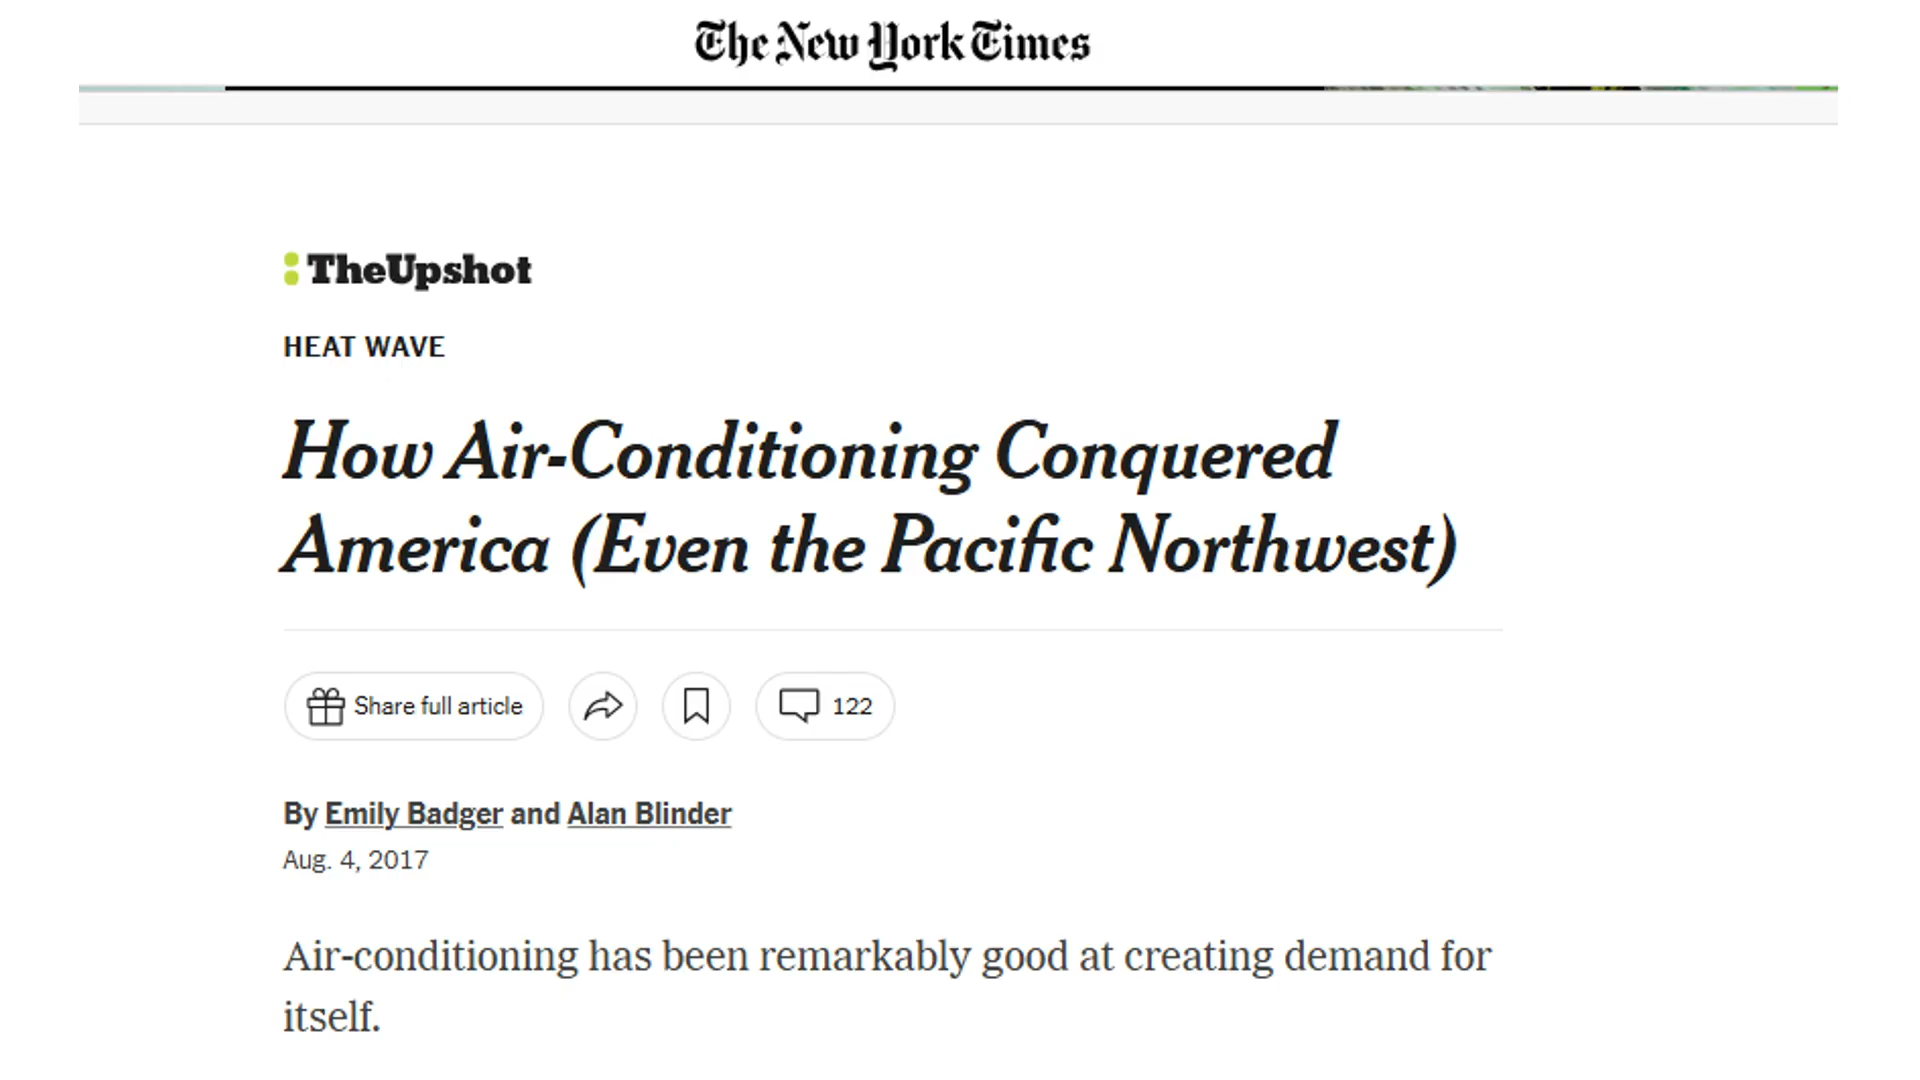 The New York Times
TheUpshot
HEAT WAVE
How Air-Conditioning Conquered
America (Even the Pacific Northwest)
Share full article
122
By Emily Badger and Alan Blinder
Aug. 4, 2017
Air-conditioning has been remarkably good at creating demand for
itself.